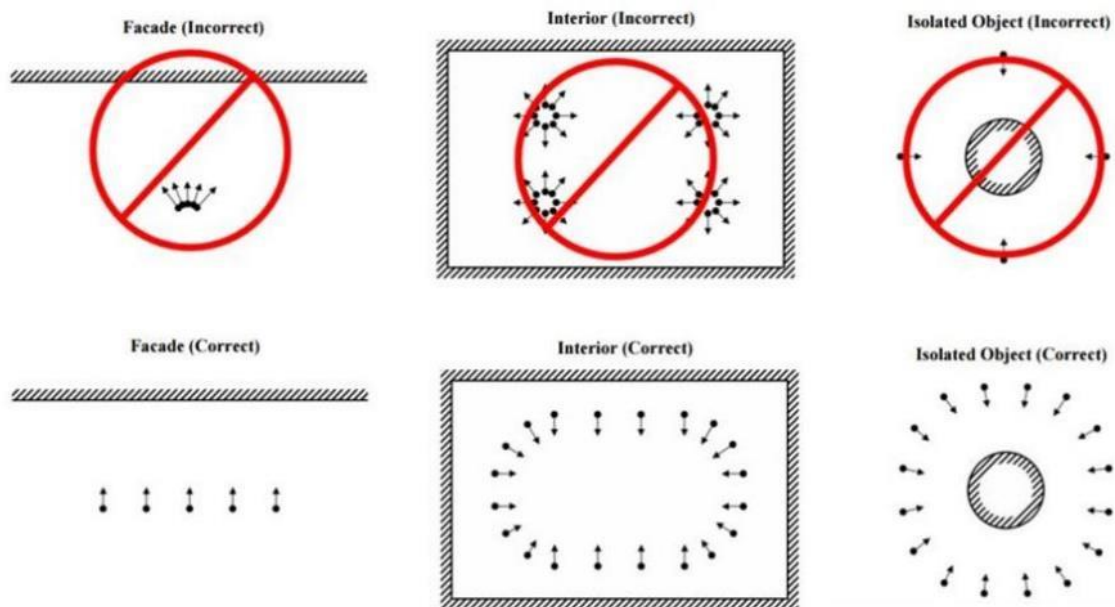 Facade (Incorrect)
Interior (Incorrect)
Isolated Object (Incorrect)
Facade (Correct)
Interior (Correct)
Isolated Object (Correct)